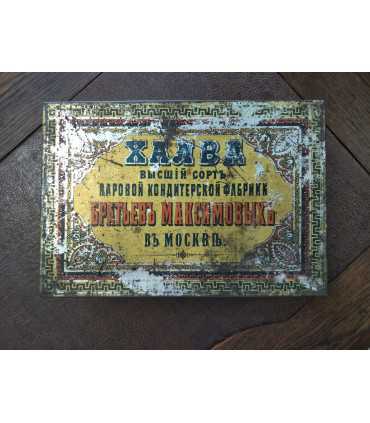 ХАЛВА
ВЫСШІЙ СОРТЪ
ПАРОВОЙ КОНДИТЕРСКОЙ ФАБРИКИ
БРАТЬЕВЪ МАКСИМОВЫХЪ
ВЪ МОСКВѢ.